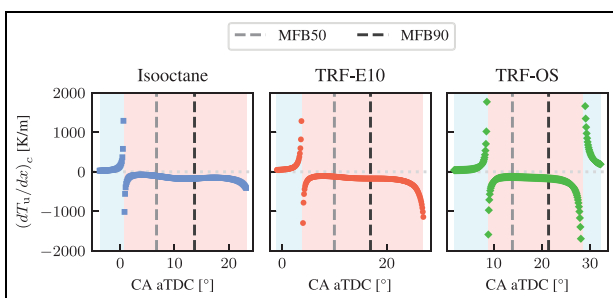 MFB50 MFB90
Isooctane TRF-E10 TRF-OS
(dT_u/dx)_c [K/m]
2000
1000
0
−1000
−2000
0 10 20 0 10 20 10 20 30
CA aTDC [°] CA aTDC [°] CA aTDC [°]